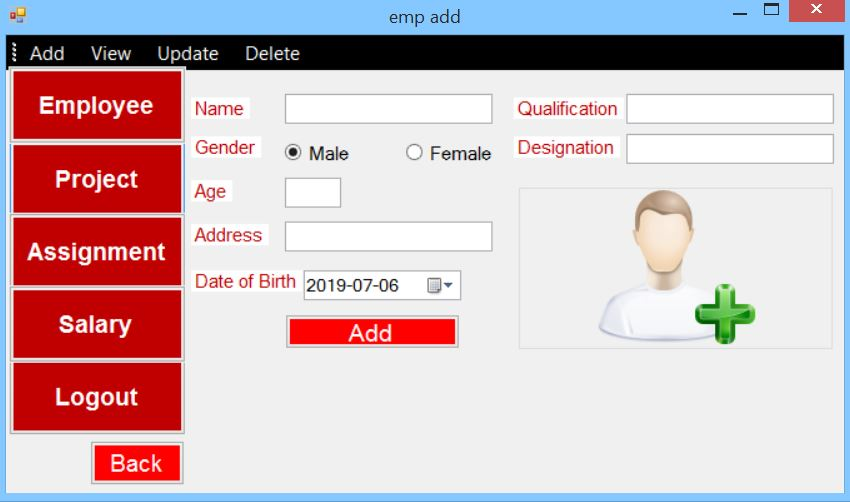 emp add
Add View Update Delete
Employee
Project
Assignment
Salary
Logout
Back
Name
Gender
Male
Female
Age
Address
Date of Birth
2019-07-06
Add
Qualification
Designation